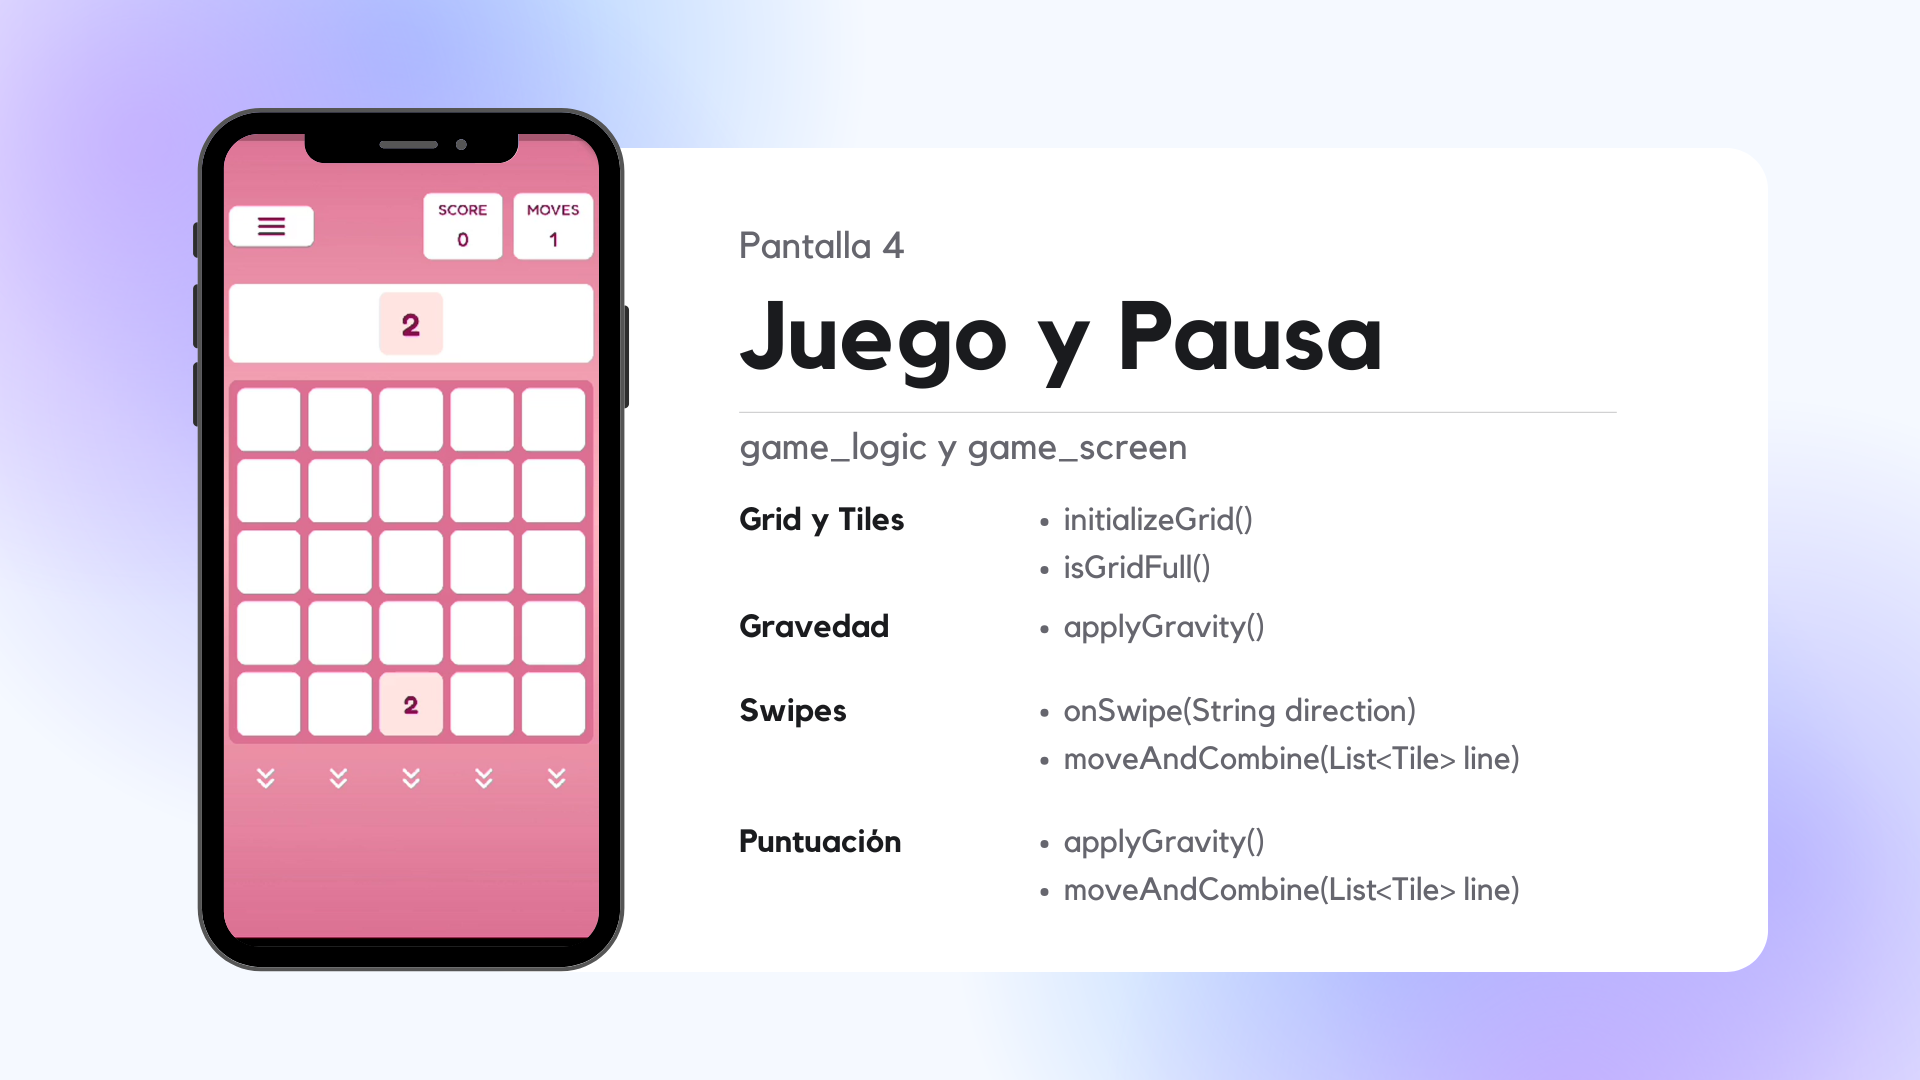 SCORE
0
MOVES
1
2
2
Pantalla 4
Juego y Pausa
game_logic y game_screen
Grid y Tiles
• initializeGrid()
• isGridFull()
Gravedad
• applyGravity()
Swipes
• onSwipe(String direction)
• moveAndCombine(List<Tile> line)
Puntuación
• applyGravity()
• moveAndCombine(List<Tile> line)